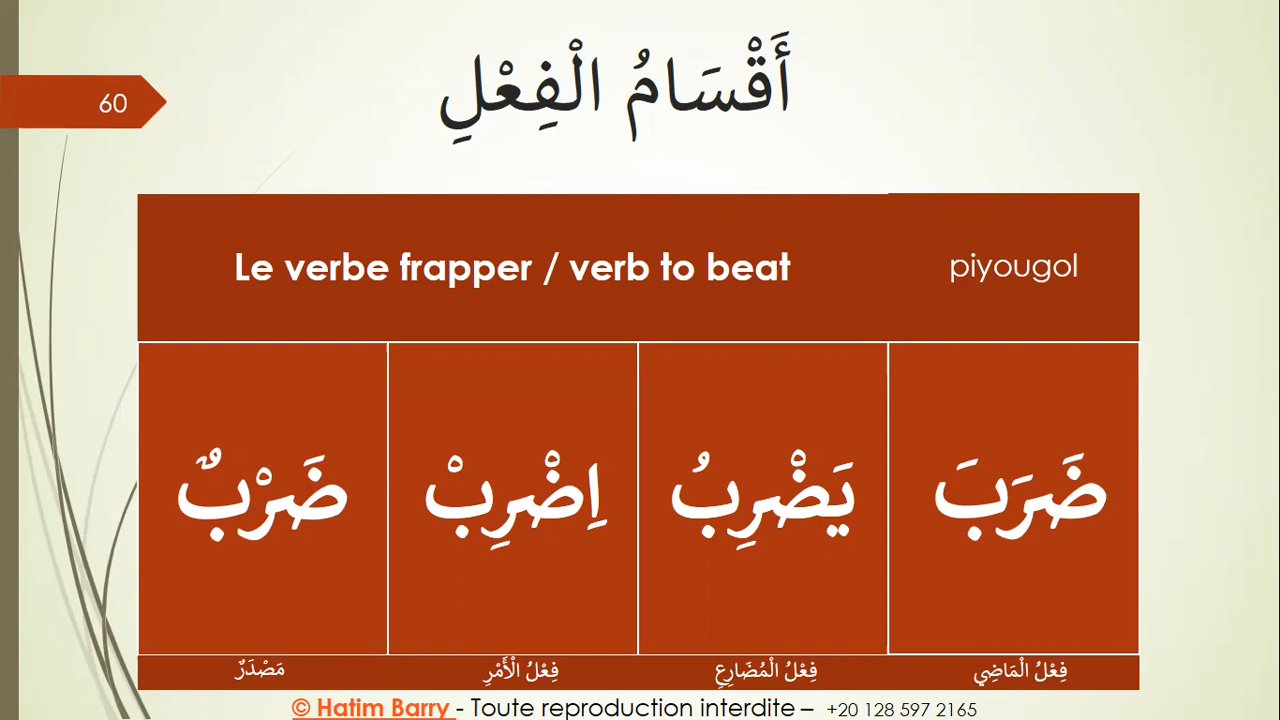 أَقْسَامُ الْفِعْلِ
60
Le verbe frapper / verb to beat
piyougol
ضَرَبَ
يَضْرِبُ
اِضْرِبْ
ضَرْبٌ
فِعْلُ الْمَاضِي
فِعْلُ الْمُضَارِعِ
فِعْلُ الْأَمْرِ
مَصْدَرٌ
© Hatim Barry - Toute reproduction interdite – +20 128 597 2165